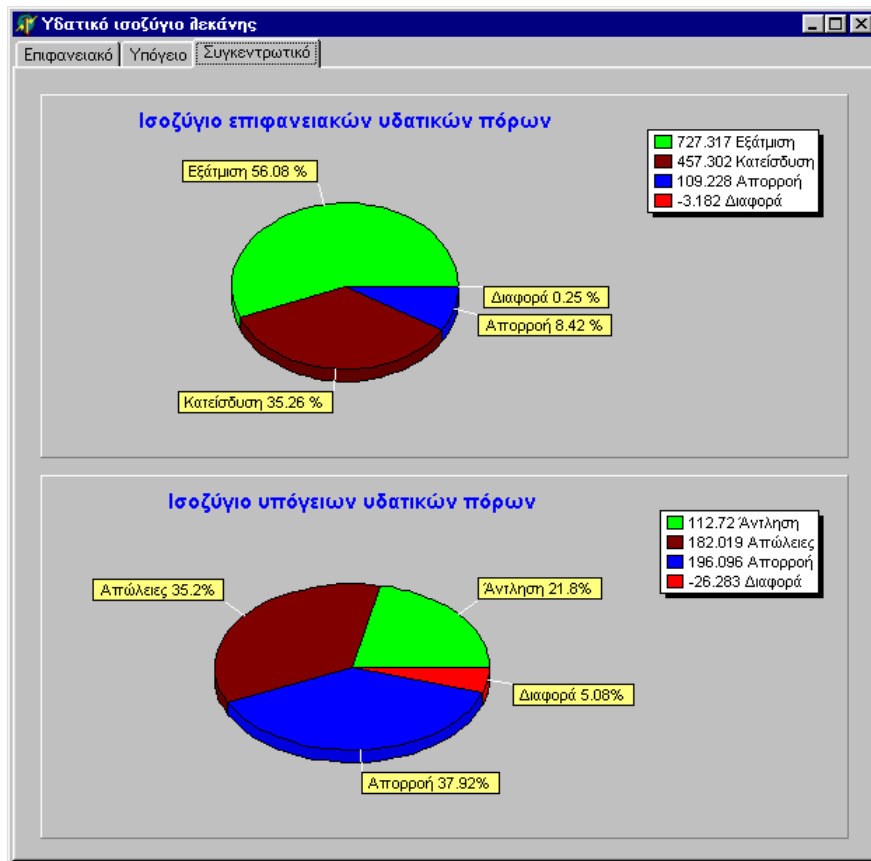 Υδατικό ισοζύγιο λεκάνης
Επιφανειακό Υπόγειο Συγκεντρωτικό
Ισοζύγιο επιφανειακών υδατικών πόρων
727.317 Εξάτμιση
457.302 Κατείσδυση
109.228 Απορροή
-3.182 Διαφορά
Εξάτμιση 56.08 %
Διαφορά 0.25 %
Απορροή 8.42 %
Κατείσδυση 35.26 %
Ισοζύγιο υπόγειων υδατικών πόρων
112.72 Άντληση
182.019 Απώλειες
196.096 Απορροή
-26.283 Διαφορά
Απώλειες 35.2%
Άντληση 21.8%
Διαφορά 5.08%
Απορροή 37.92%